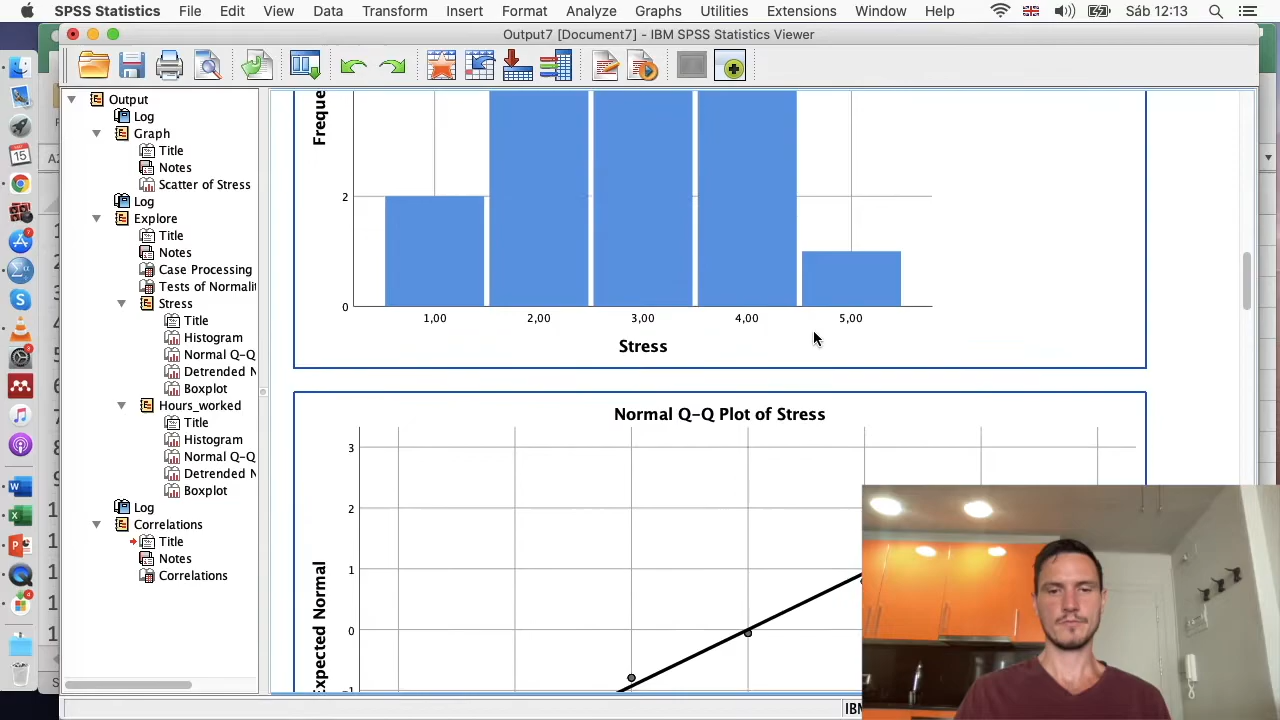 SPSS Statistics File Edit View Data Transform Insert Format Analyze Graphs Utilities Extensions Window Help Sáb 12:13
Output7 [Document7] - IBM SPSS Statistics Viewer
Output
Log
Graph
Title
Notes
Scatter of Stress
Log
Explore
Title
Notes
Case Processing
Tests of Normali
Stress
Title
Histogram
Normal Q-Q
Detrended N
Boxplot
Hours_worked
Title
Histogram
Normal Q-Q
Detrended N
Boxplot
Log
Correlations
Title
Notes
Correlations
Freque
2
0
1,00 2,00 3,00 4,00 5,00
Stress
Normal Q-Q Plot of Stress
3
2
1
0
-1
Expected Normal
IBM
15